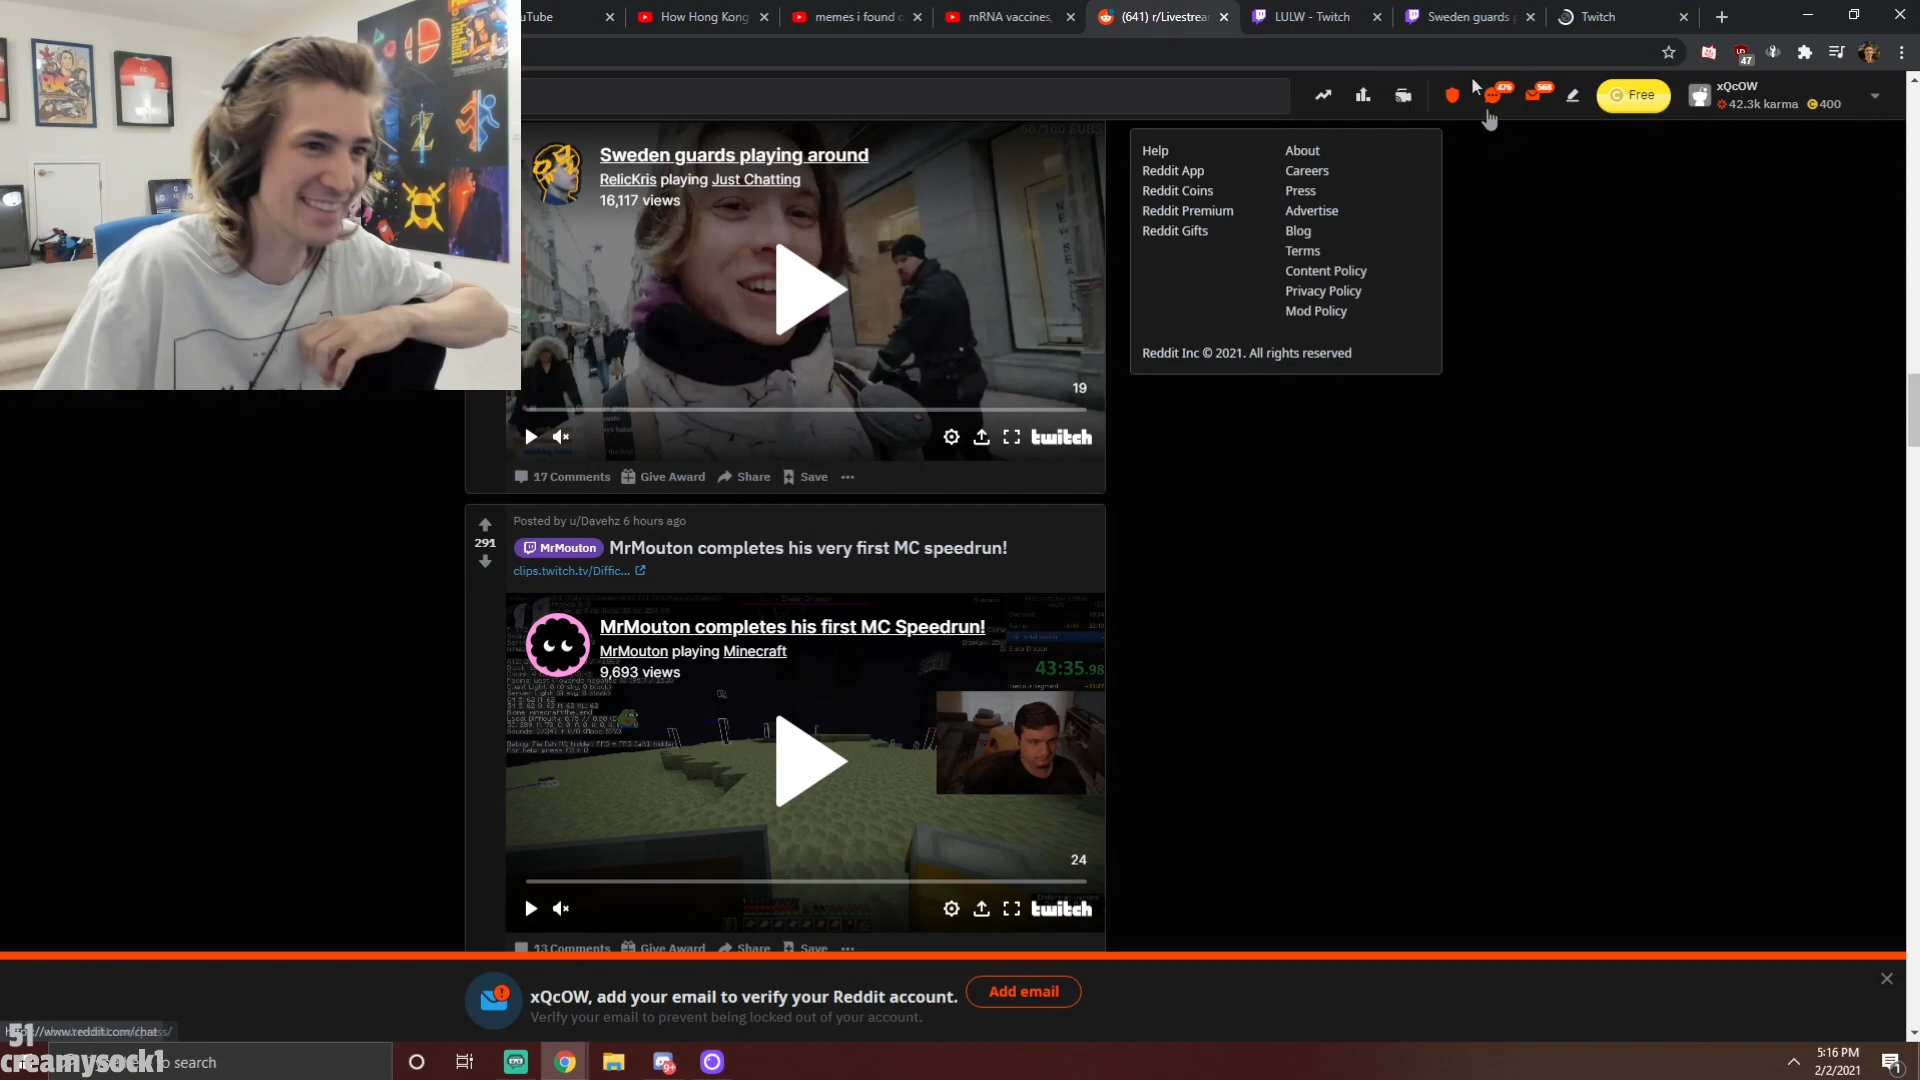 uTube
How Hong Kong
memes i found o
mRNA vaccines,
(641) r/Livestrea
LULW - Twitch
Sweden guards p
Twitch
47
476
568
Free
xQcOW
42.3k karma
400
Sweden guards playing around
RelicKris playing Just Chatting
16,117 views
19
twitch
17 Comments
Give Award
Share
Save
Help
Reddit App
Reddit Coins
Reddit Premium
Reddit Gifts
About
Careers
Press
Advertise
Blog
Terms
Content Policy
Privacy Policy
Mod Policy
Reddit Inc © 2021. All rights reserved
291
Posted by u/Davehz 6 hours ago
MrMouton
MrMouton completes his very first MC speedrun!
clips.twitch.tv/Diffic...
MrMouton completes his first MC Speedrun!
MrMouton playing Minecraft
9,693 views
43:35.98
24
twitch
13 Comments
Give Award
Share
Save
xQcOW, add your email to verify your Reddit account.
Verify your email to prevent being locked out of your account.
Add email
51
creamysock1
to search
9+
5:16 PM
2/2/2021
1